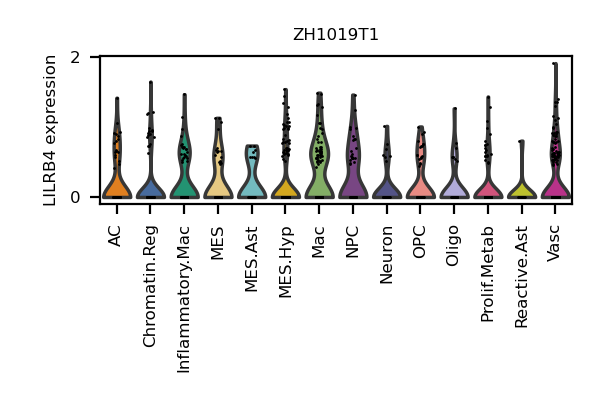 ZH1019T1
LILRB4 expression
2
0
AC
Chromatin.Reg
Inflammatory.Mac
MES
MES.Ast
MES.Hyp
Mac
NPC
Neuron
OPC
Oligo
Prolif.Metab
Reactive.Ast
Vasc